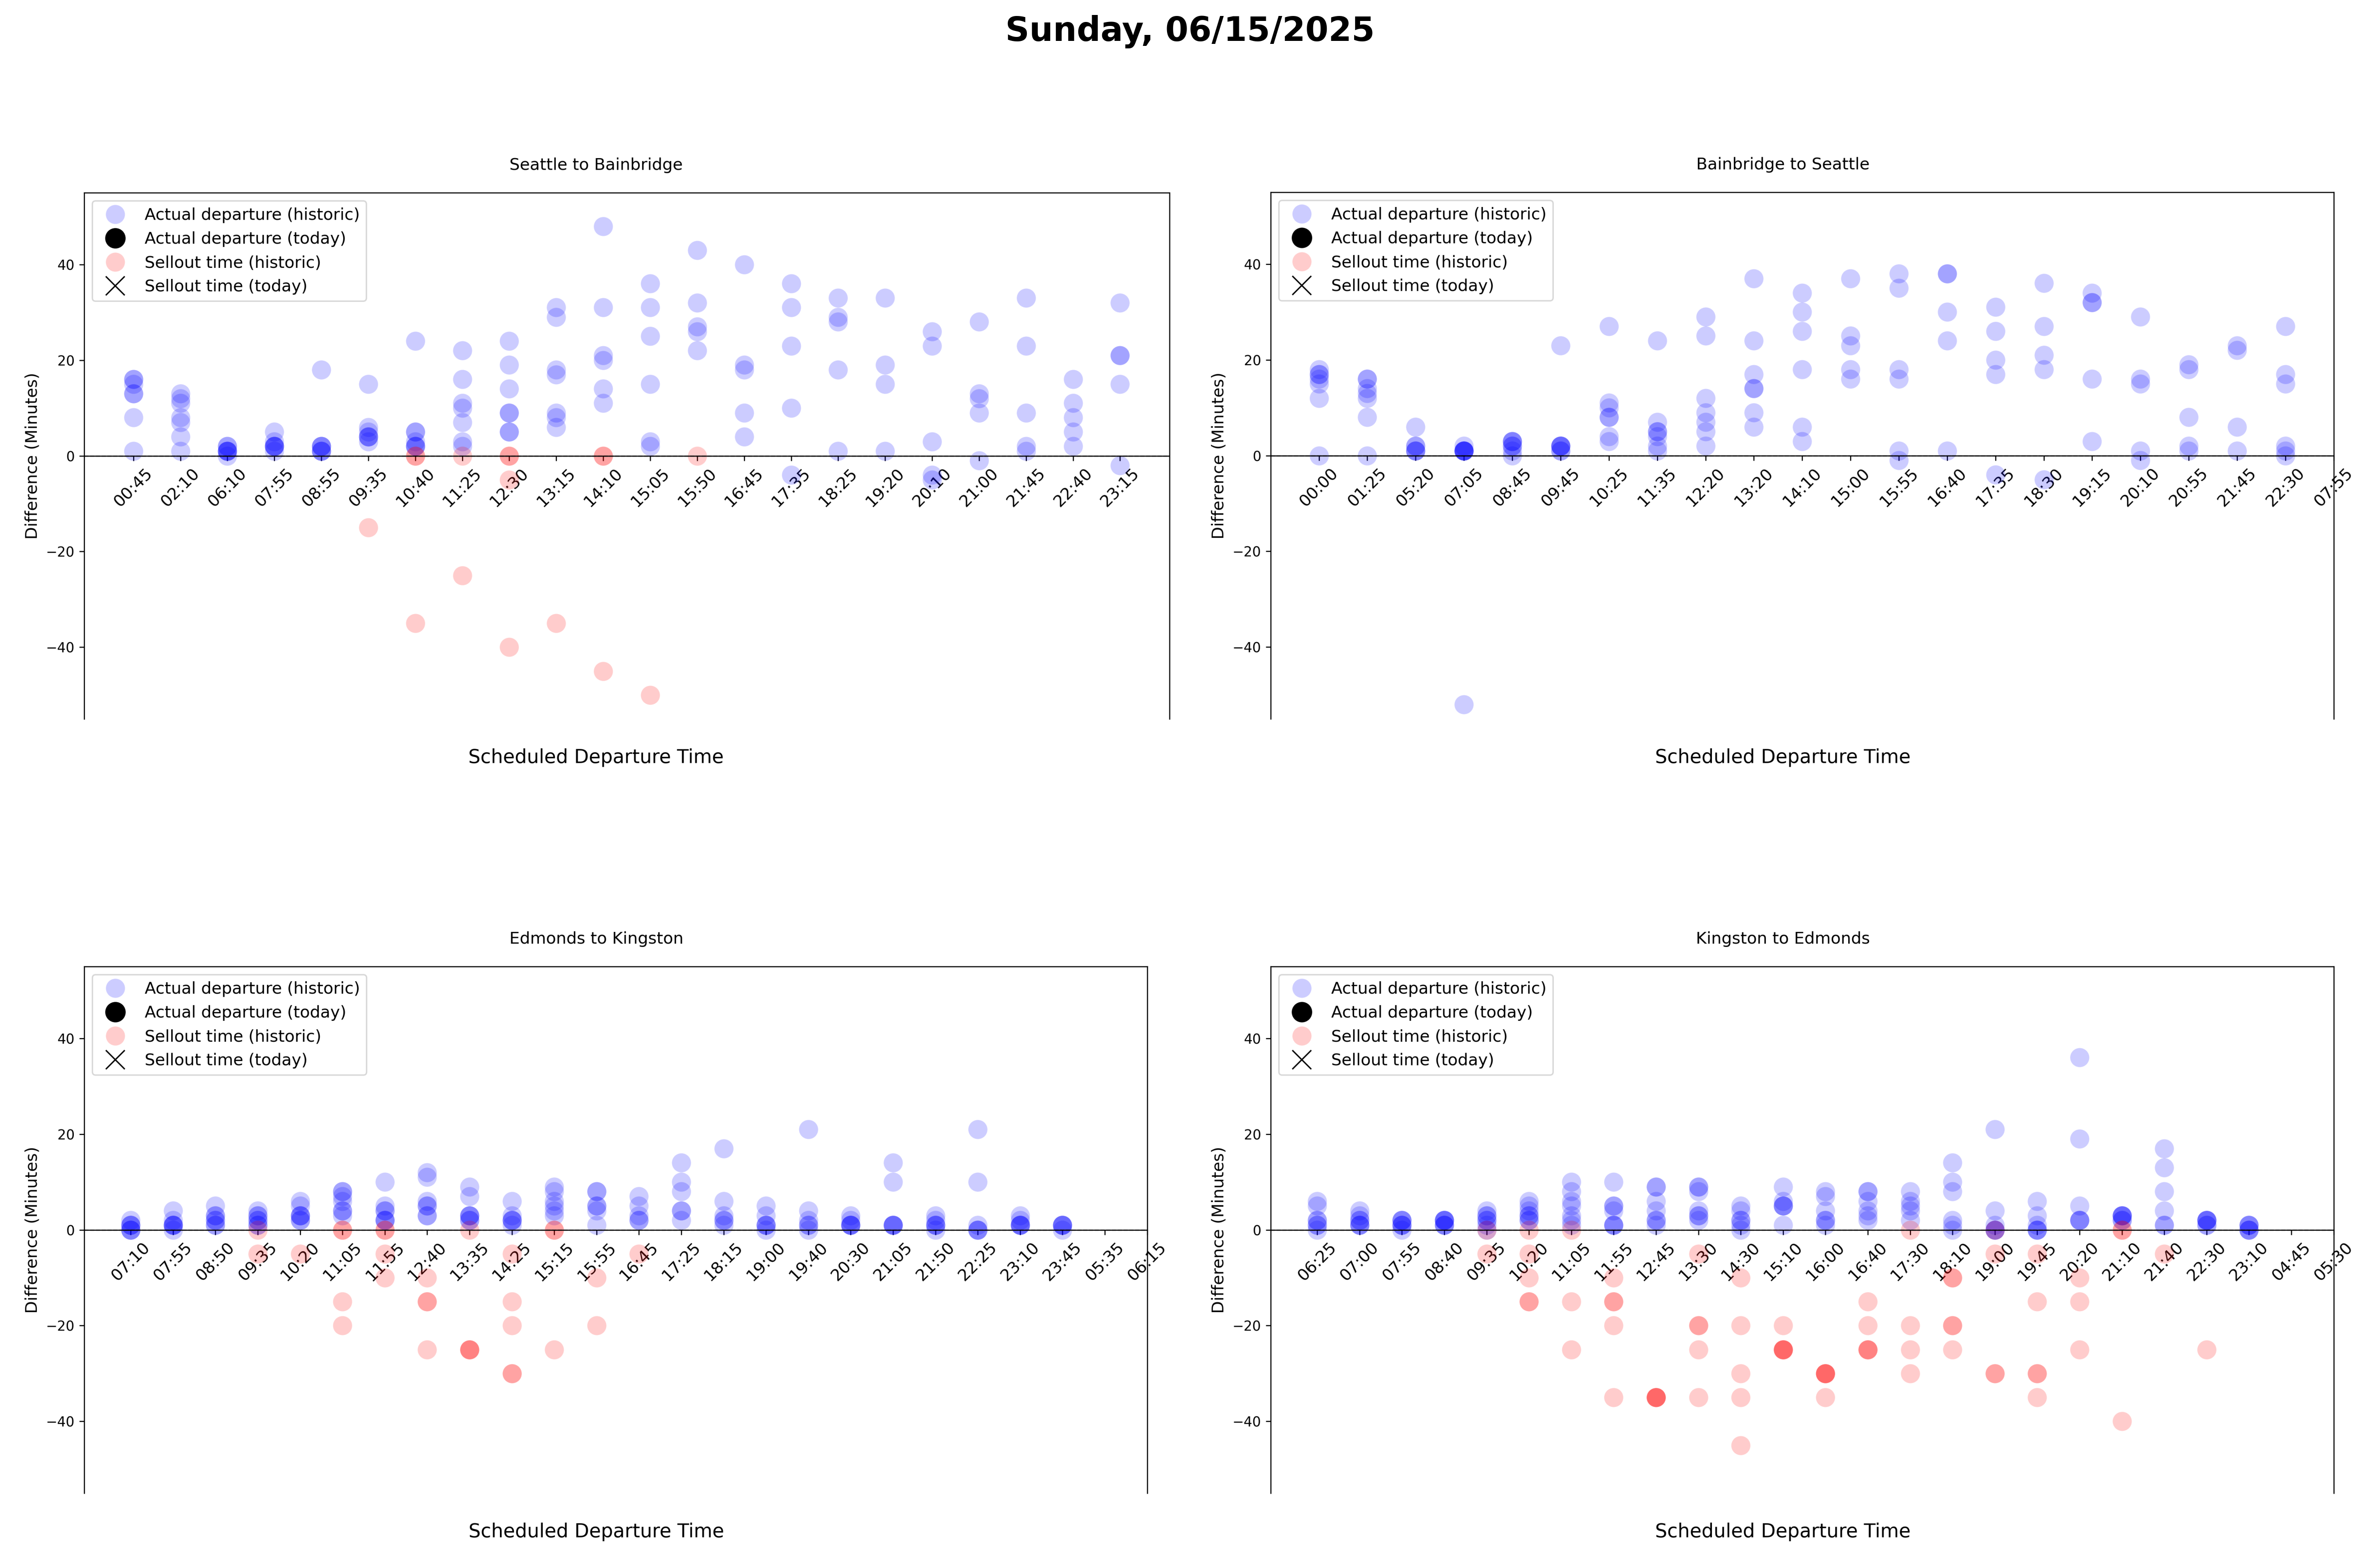 Sunday, 06/15/2025
Seattle to Bainbridge
Actual departure (historic)
Actual departure (today)
Sellout time (historic)
Sellout time (today)
Difference (Minutes)
40
20
0
−20
−40
00:45 02:10 06:10 07:55 08:55 09:35 10:40 11:25 12:30 13:15 14:10 15:05 15:50 16:45 17:35 18:25 19:20 20:10 21:00 21:45 22:40 23:15
Scheduled Departure Time
Bainbridge to Seattle
Actual departure (historic)
Actual departure (today)
Sellout time (historic)
Sellout time (today)
Difference (Minutes)
40
20
0
−20
−40
00:00 01:25 05:20 07:05 08:45 09:45 10:25 11:35 12:20 13:20 14:10 15:00 15:55 16:40 17:35 18:30 19:15 20:10 20:55 21:45 22:30 07:55
Scheduled Departure Time
Edmonds to Kingston
Actual departure (historic)
Actual departure (today)
Sellout time (historic)
Sellout time (today)
Difference (Minutes)
40
20
0
−20
−40
07:10 07:55 08:50 09:35 10:20 11:05 11:55 12:40 13:35 14:25 15:15 15:55 16:45 17:25 18:15 19:00 19:40 20:30 21:05 21:50 22:25 23:10 23:45 05:35 06:15
Scheduled Departure Time
Kingston to Edmonds
Actual departure (historic)
Actual departure (today)
Sellout time (historic)
Sellout time (today)
Difference (Minutes)
40
20
0
−20
−40
06:25 07:00 07:55 08:40 09:35 10:20 11:05 11:55 12:45 13:30 14:30 15:10 16:00 16:40 17:30 18:10 19:00 19:45 20:20 21:10 21:40 22:30 23:10 04:45 05:30
Scheduled Departure Time